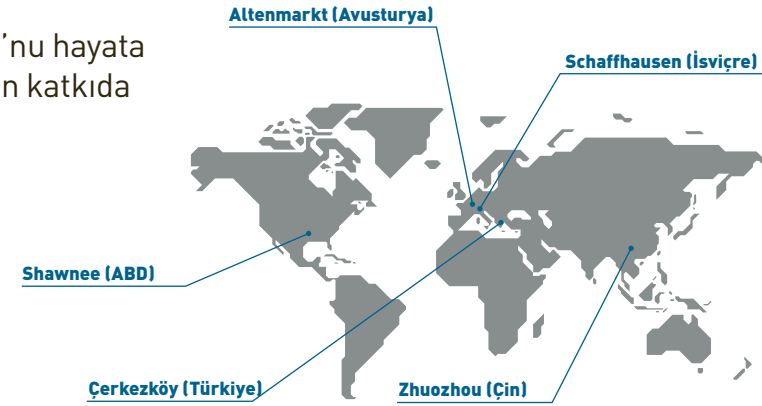 Altenmarkt (Avusturya)
'nu hayata
n katkıda
Schaffhausen (İsviçre)
Shawnee (ABD)
Çerkezköy (Türkiye)
Zhuozhou (Çin)